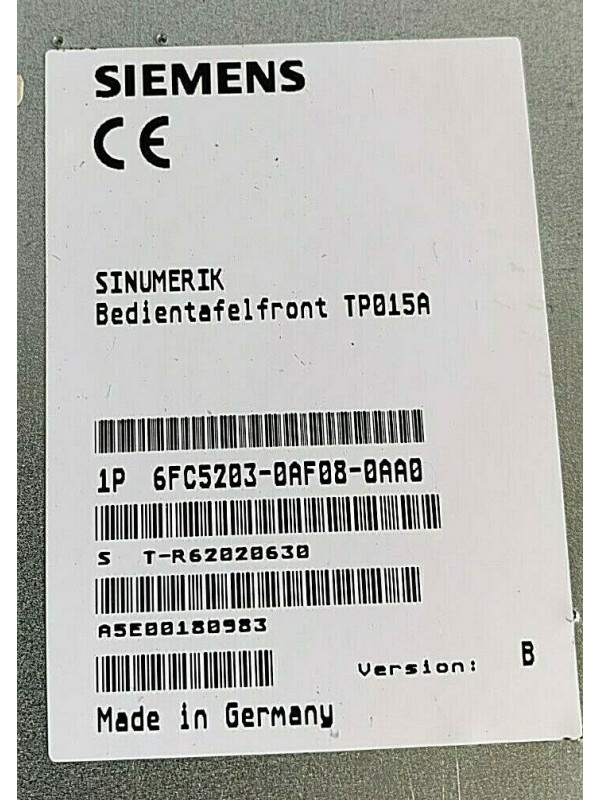 SIEMENS
CE
SINUMERIK
Bedientafelfront TP015A
1P 6FC5203-0AF08-0AA0
S T-R62020630
A5E00180983
Version: B
Made in Germany